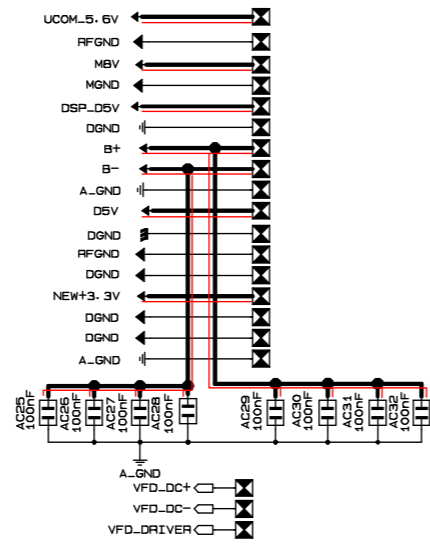 UCOM_5.6V
RFGND
M8V
MGND
DSP_D5V
DGND
B+
B-
A_GND
D5V
DGND
RFGND
DGND
NEW+3.3V
DGND
DGND
A_GND
AC25
100nF
AC26
100nF
AC27
100nF
AC28
100nF
AC29
100nF
AC30
100nF
AC31
100nF
AC32
100nF
A_GND
VFD_DC+
VFD_DC-
VFD_DRIVER